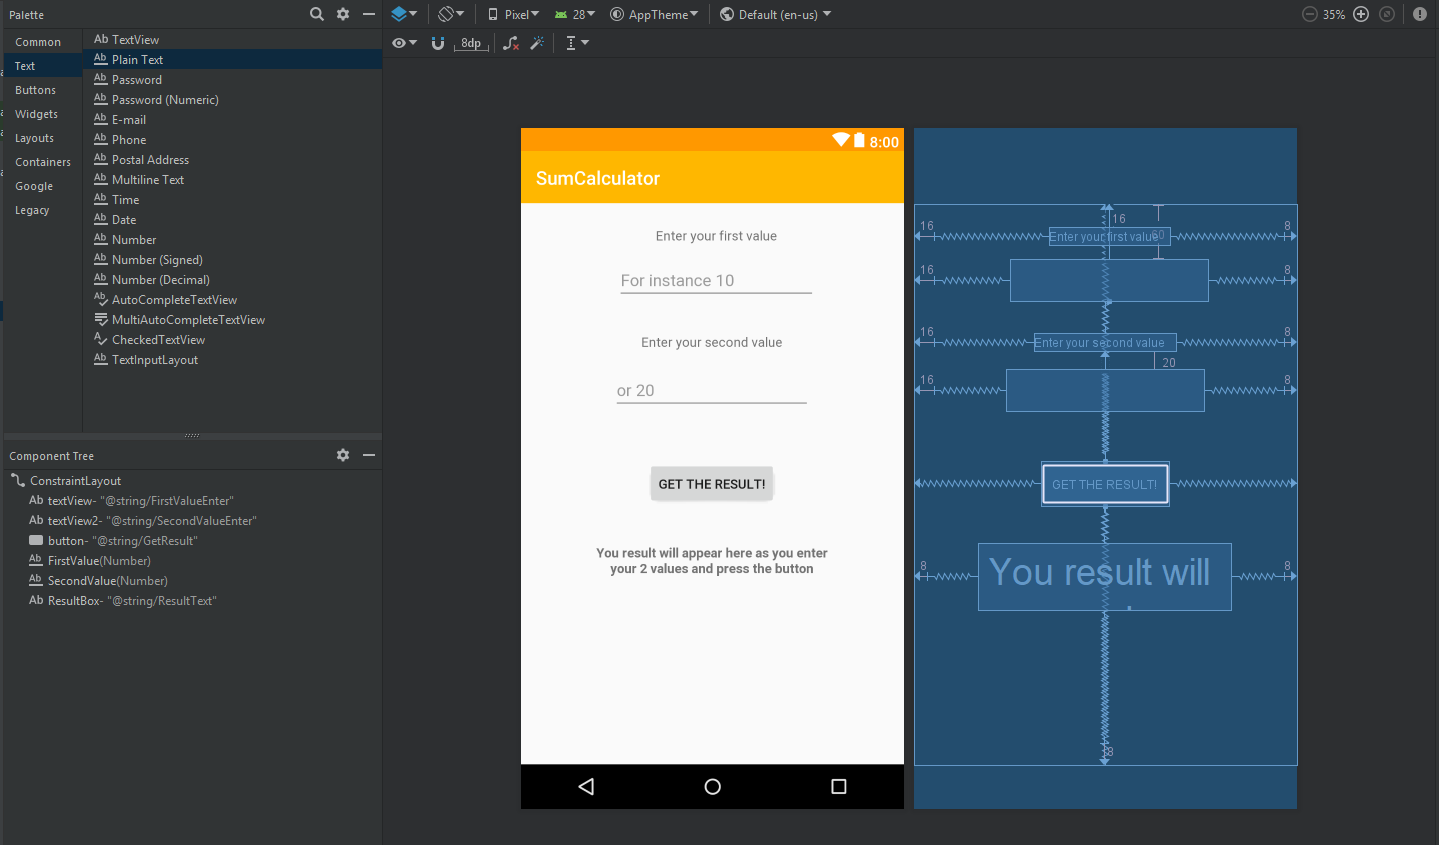 Palette
Common
Text
Buttons
Widgets
Layouts
Containers
Google
Legacy
Ab TextView
Ab Plain Text
Ab Password
Ab Password (Numeric)
Ab E-mail
Ab Phone
Ab Postal Address
Ab Multiline Text
Ab Time
Ab Date
Ab Number
Ab Number (Signed)
Ab Number (Decimal)
Ab AutoCompleteTextView
MultiAutoCompleteTextView
A CheckedTextView
Ab TextInputLayout
Component Tree
ConstraintLayout
Ab textView- "@string/FirstValueEnter"
Ab textView2- "@string/SecondValueEnter"
button- "@string/GetResult"
Ab FirstValue(Number)
Ab SecondValue(Number)
Ab ResultBox- "@string/ResultText"
Pixel 28 AppTheme Default (en-us) 35%
8dp
8:00
SumCalculator
Enter your first value
For instance 10
Enter your second value
or 20
GET THE RESULT!
You result will appear here as you enter
your 2 values and press the button
16
16 Enter your first value 8
16 8
16 Enter your second value 8
20
16 8
GET THE RESULT!
8 You result will 8
8